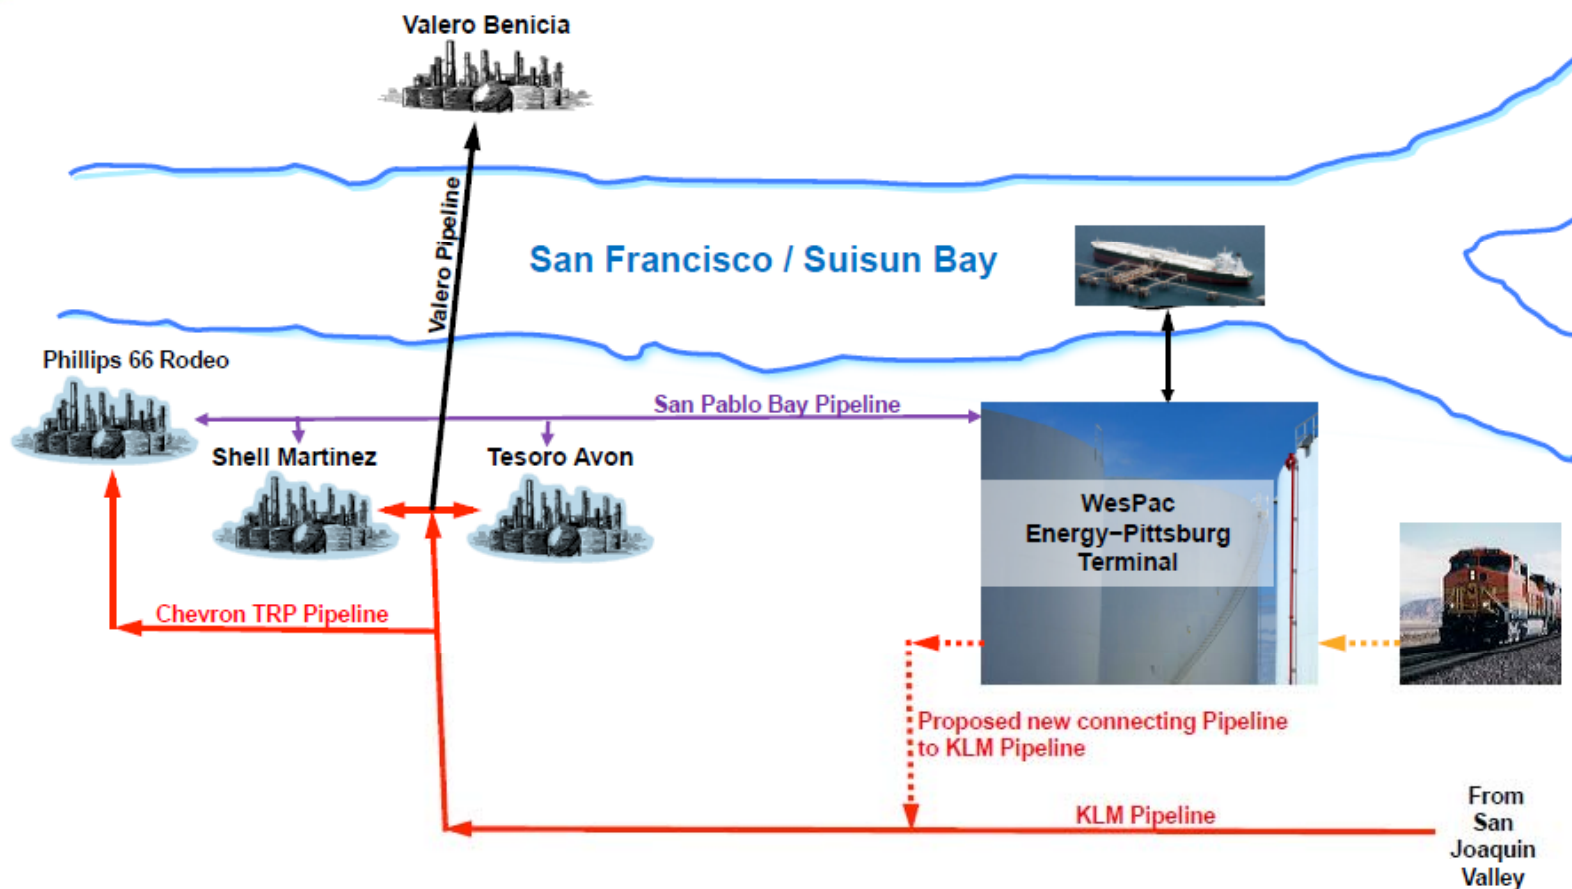 Valero Benicia
Valero Pipeline
San Francisco / Suisun Bay
Phillips 66 Rodeo
San Pablo Bay Pipeline
Shell Martinez
Tesoro Avon
WesPac
Energy–Pittsburg
Terminal
Chevron TRP Pipeline
Proposed new connecting Pipeline
to KLM Pipeline
KLM Pipeline
From
San
Joaquin
Valley